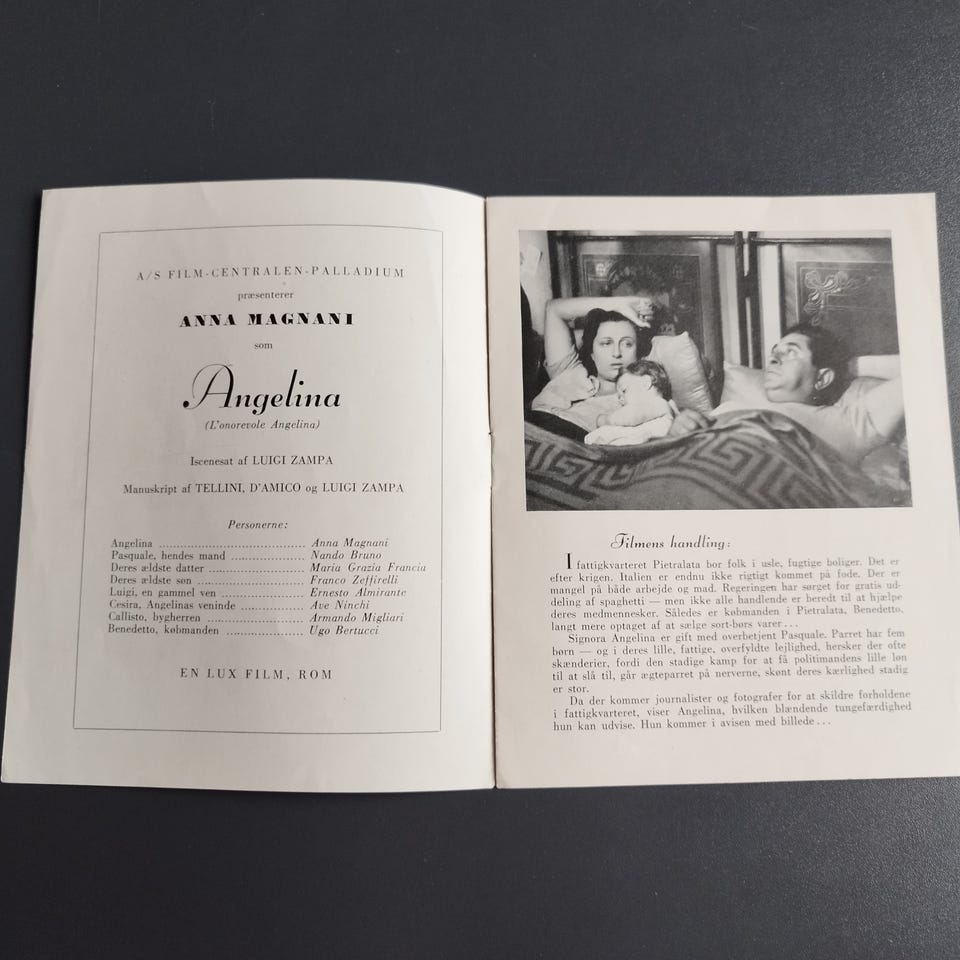 A/S FILM-CENTRALEN-PALLADIUM
præsenterer
ANNA MAGNANI
som
Angelina
(L'onorevole Angelina)
Iscenesat af LUIGI ZAMPA
Manuskript af TELLINI, D'AMICO og LUIGI ZAMPA
Personerne:
Angelina ........................................ Anna Magnani
Pasquale, hendes mand .................... Nando Bruno
Deres ældste datter .......................... Maria Grazia Francia
Deres ældste søn ............................. Franco Zeffirelli
Luigi, en gammel ven ....................... Ernesto Almirante
Cesira, Angelinas veninde ................ Ave Ninchi
Callisto, bygherren ........................... Armando Migliari
Benedetto, købmanden ..................... Ugo Bertucci
EN LUX FILM, ROM
Filmens handling:
I fattigkvarteret Pietralata bor folk i usle, fugtige boliger. Det er
efter krigen. Italien er endnu ikke rigtigt kommet på fode. Der er
mangel på både arbejde og mad. Regeringen har sørget for gratis ud-
deling af spaghetti — men ikke alle handlende er beredt til at hjælpe
deres medmennesker. Således er købmanden i Pietralata, Benedetto,
langt mere optaget af at sælge sort-børs varer...
Signora Angelina er gift med overbetjent Pasquale. Parret har fem
børn — og i deres lille, fattige, overfyldte lejlighed, hersker der ofte
skænderier, fordi den stadige kamp for at få politimandens lille løn
til at slå til, går ægteparret på nerverne, skønt deres kærlighed stadig
er stor.
Da der kommer journalister og fotografer for at skildre forholdene
i fattigkvarteret, viser Angelina, hvilken blændende tungefærdighed
hun kan udvise. Hun kommer i avisen med billede...